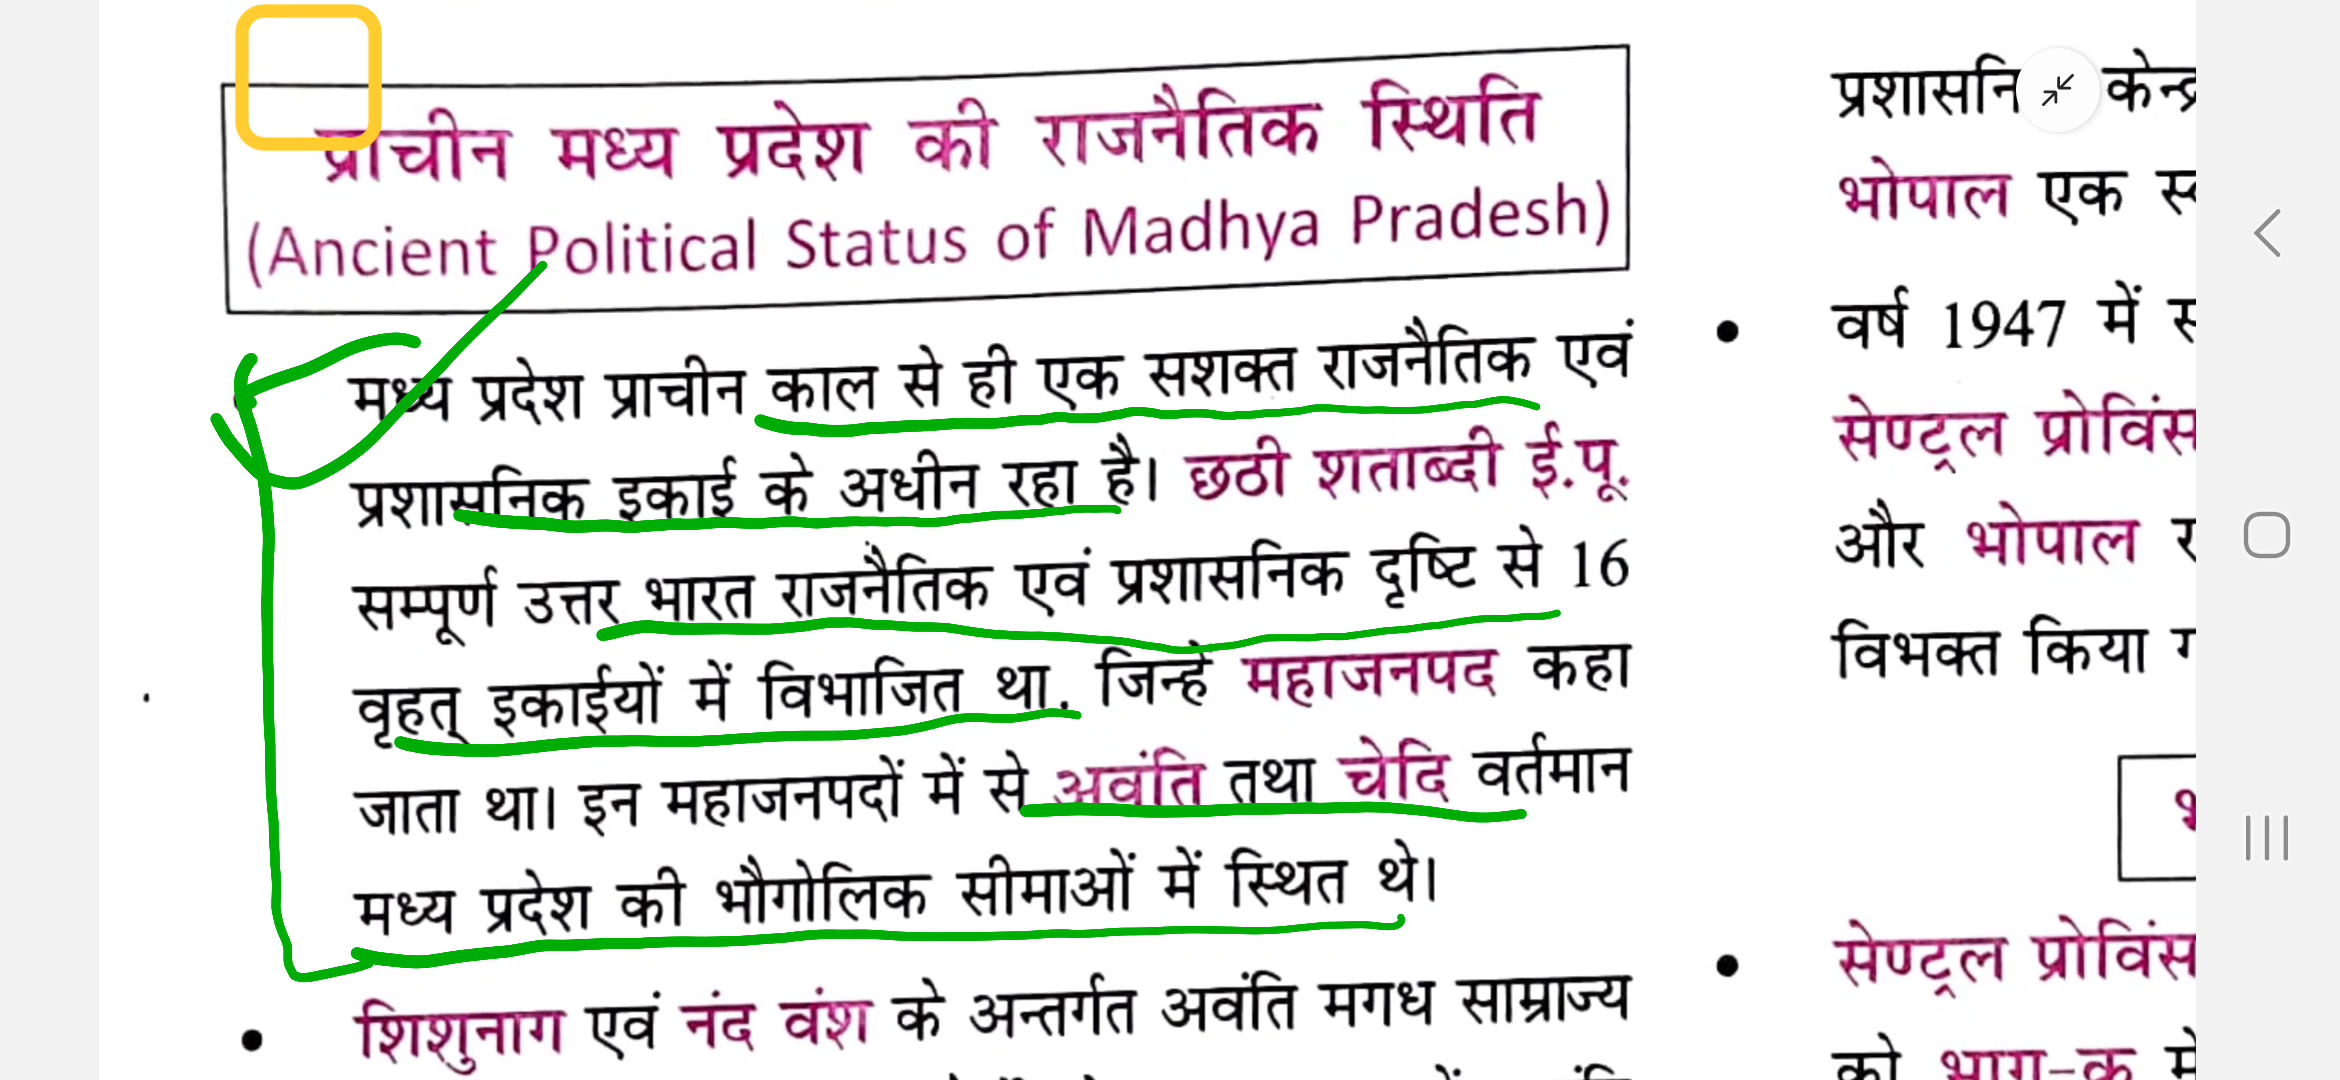 प्राचीन मध्य प्रदेश की राजनैतिक स्थिति
(Ancient Political Status of Madhya Pradesh)
मध्य प्रदेश प्राचीन काल से ही एक सशक्त राजनैतिक एवं
प्रशासनिक इकाई के अधीन रहा है। छठी शताब्दी ई.पू.
सम्पूर्ण उत्तर भारत राजनैतिक एवं प्रशासनिक दृष्टि से 16
वृहत् इकाईयों में विभाजित था. जिन्हें महाजनपद कहा
जाता था। इन महाजनपदों में से अवंति तथा चेदि वर्तमान
मध्य प्रदेश की भौगोलिक सीमाओं में स्थित थे।
• शिशुनाग एवं नंद वंश के अन्तर्गत अवंति मगध साम्राज्य
भोपाल एक
• वर्ष 1947 में
सेण्ट्रल
और भोपाल
विभक्त किया
• सेण्ट्रल
को भाग-क